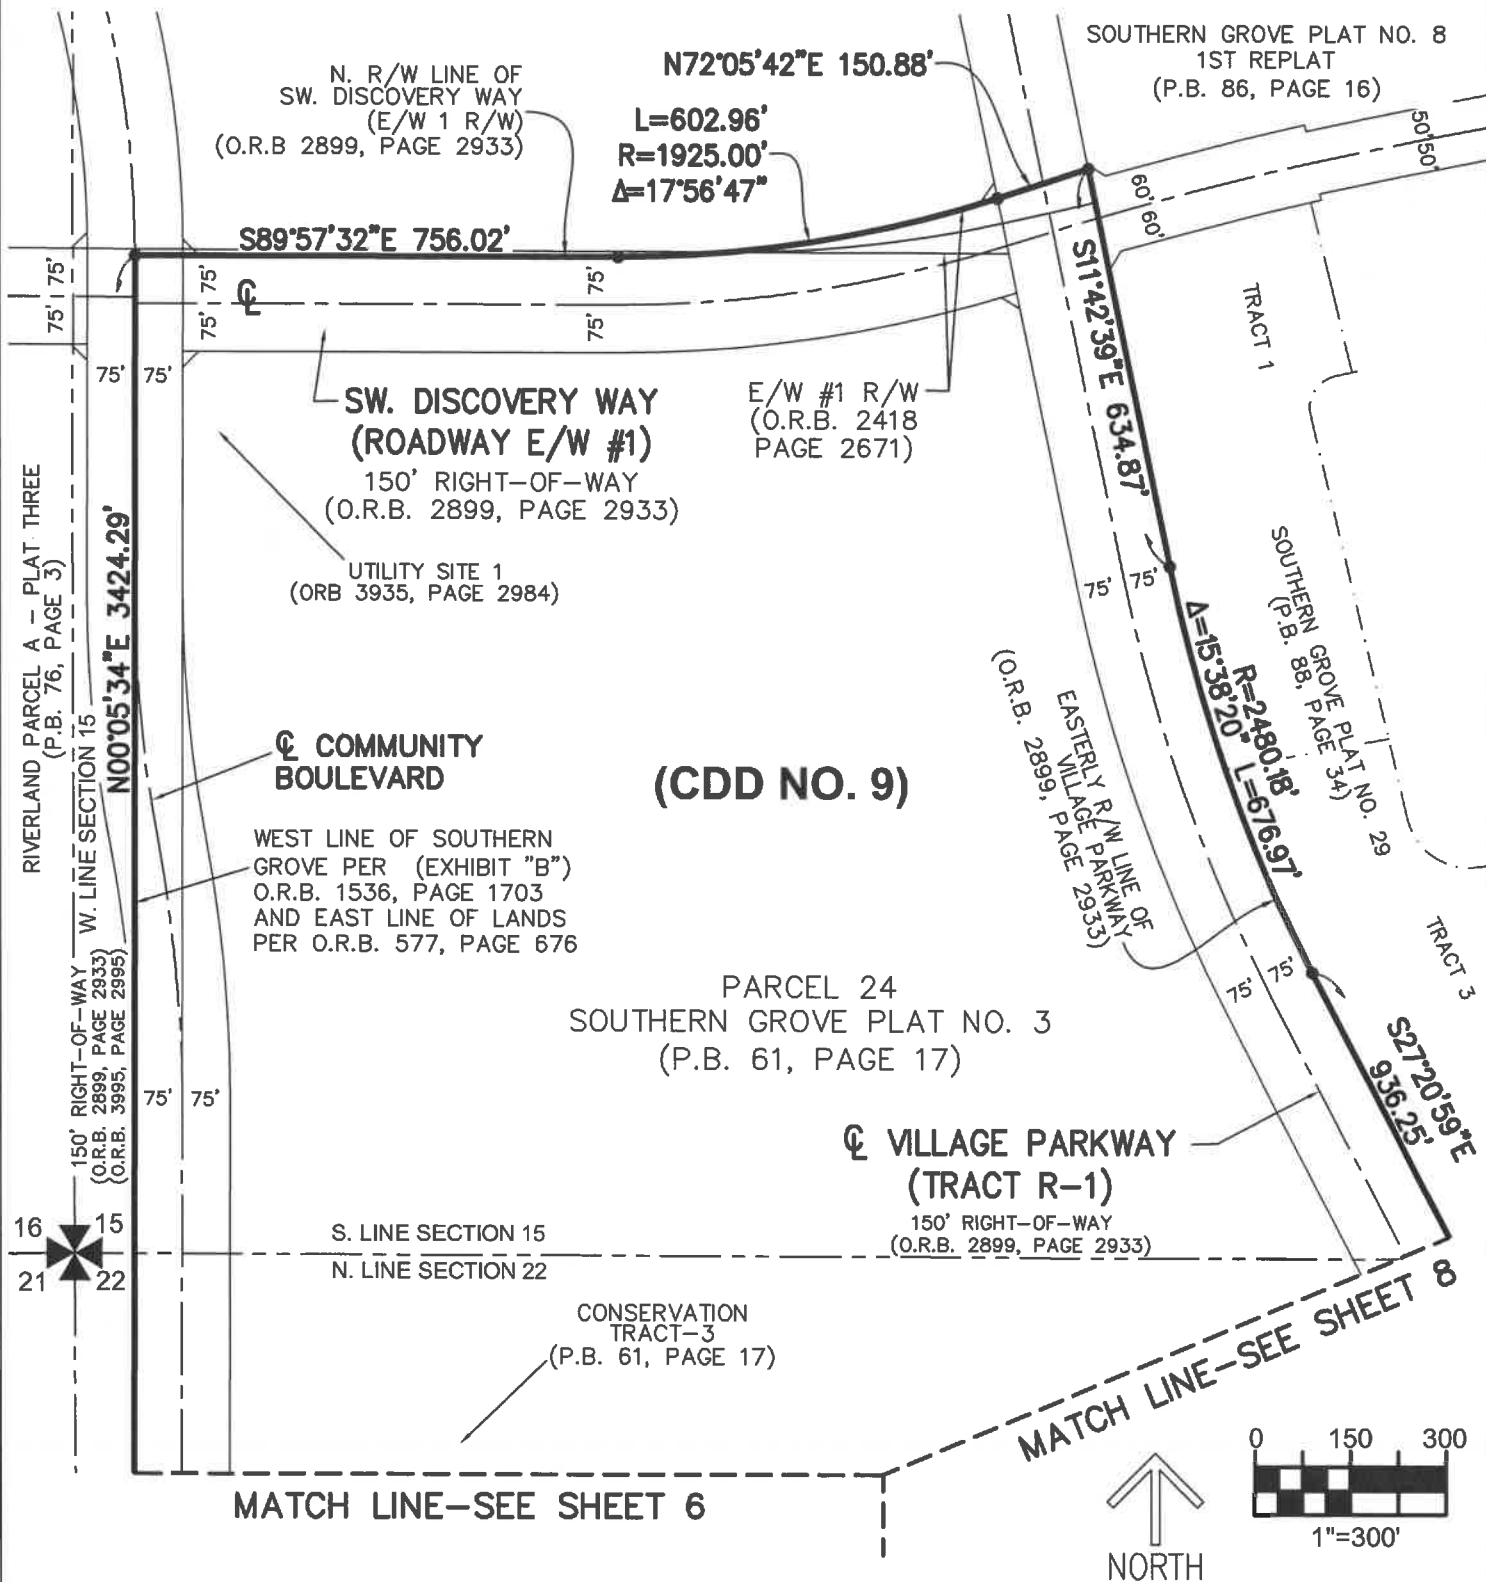 SOUTHERN GROVE PLAT NO. 8
1ST REPLAT
(P.B. 86, PAGE 16)
N72°05'42"E 150.88'
N. R/W LINE OF
SW. DISCOVERY WAY
(E/W 1 R/W)
(O.R.B 2899, PAGE 2933)
L=602.96'
R=1925.00'
Δ=17°56'47"
50'
50'
60'
60'
S89°57'32"E 756.02'
75'
75'
75'
75'
75'
75'
℄
75'
75'
S11°42'39"E 634.87'
TRACT 1
SW. DISCOVERY WAY
(ROADWAY E/W #1)
150' RIGHT-OF-WAY
(O.R.B. 2899, PAGE 2933)
E/W #1 R/W
(O.R.B. 2418
PAGE 2671)
UTILITY SITE 1
(ORB 3935, PAGE 2984)
RIVERLAND PARCEL A - PLAT THREE
(P.B. 76, PAGE 3)
N00°05'34"E 3424.29'
W. LINE SECTION 15
75'
75'
Δ=15°38'20" L=676.97'
R=2480.18'
SOUTHERN GROVE PLAT NO. 29
(P.B. 88, PAGE 34)
℄ COMMUNITY
BOULEVARD
(CDD NO. 9)
EASTERLY R/W LINE OF
VILLAGE PARKWAY
(O.R.B. 2899, PAGE 2933)
WEST LINE OF SOUTHERN
GROVE PER (EXHIBIT "B")
O.R.B. 1536, PAGE 1703
AND EAST LINE OF LANDS
PER O.R.B. 577, PAGE 676
TRACT 3
75'
75'
PARCEL 24
SOUTHERN GROVE PLAT NO. 3
(P.B. 61, PAGE 17)
S27°20'59"E
936.25'
150' RIGHT-OF-WAY
(O.R.B. 2899, PAGE 2933)
(O.R.B. 3995, PAGE 2995)
75'
75'
℄ VILLAGE PARKWAY
(TRACT R-1)
150' RIGHT-OF-WAY
(O.R.B. 2899, PAGE 2933)
16
15
S. LINE SECTION 15
N. LINE SECTION 22
21
22
CONSERVATION
TRACT-3
(P.B. 61, PAGE 17)
MATCH LINE-SEE SHEET 8
MATCH LINE-SEE SHEET 6
0 150 300
1"=300'
NORTH